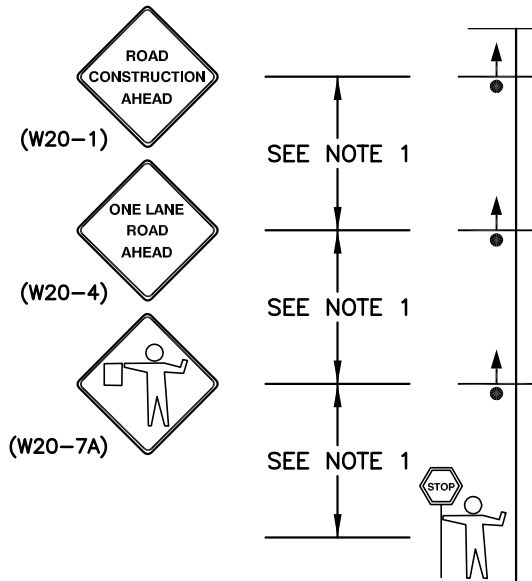 ROAD
CONSTRUCTION
AHEAD
(W20-1)
SEE NOTE 1
ONE LANE
ROAD
AHEAD
(W20-4)
SEE NOTE 1
(W20-7A)
SEE NOTE 1
STOP